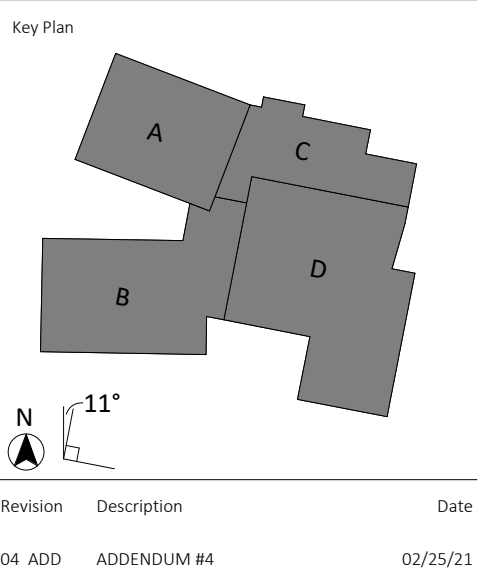 Key Plan
A
C
D
B
11°
N
Revision Description Date
04 ADD ADDENDUM #4 02/25/21